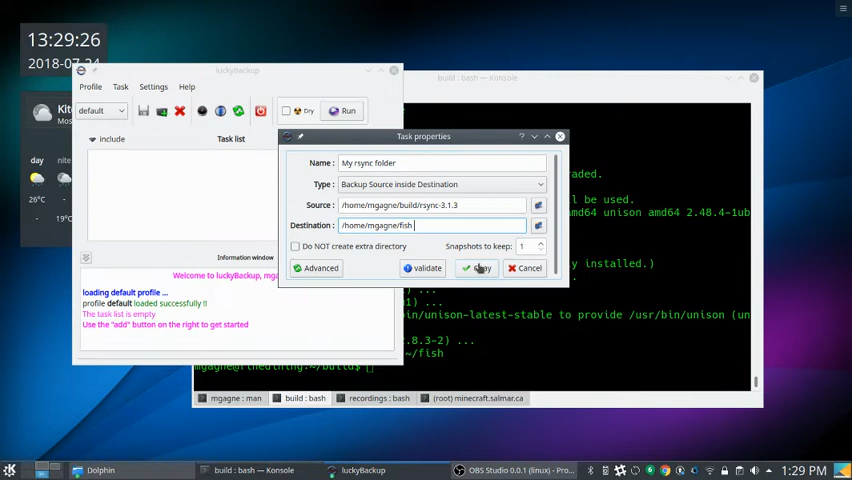 13:29:26
2018-07-24
day
nite
26°C
luckyBackup
Profile
Task
Settings
Help
default
Dry
Run
include
Task list
Information window
Welcome to luckyBackup, mga
loading default profile ...
profile default loaded successfully !!
The task list is empty
Use the "add" button on the right to get started
Task properties
Name :
My rsync folder
Type :
Backup Source inside Destination
Source :
/home/mgagne/build/rsync-3.1.3
Destination :
/home/mgagne/fish
Do NOT create extra directory
Snapshots to keep:
1
Advanced
validate
Cancel
build : bash — Konsole
aded.
amd64 unison amd64 2.48.4-1ub
y installed.)
1) ...
/bin/unison-latest-stable to provide /usr/bin/unison (un
.8.3-2) ...
~/fish
mgagne@finedining:~/build$
mgagne : man
build : bash
recordings : bash
(root) minecraft.salmar.ca
Dolphin
build : bash — Konsole
luckyBackup
OBS Studio 0.0.1 (linux) - Pro...
1:29 PM